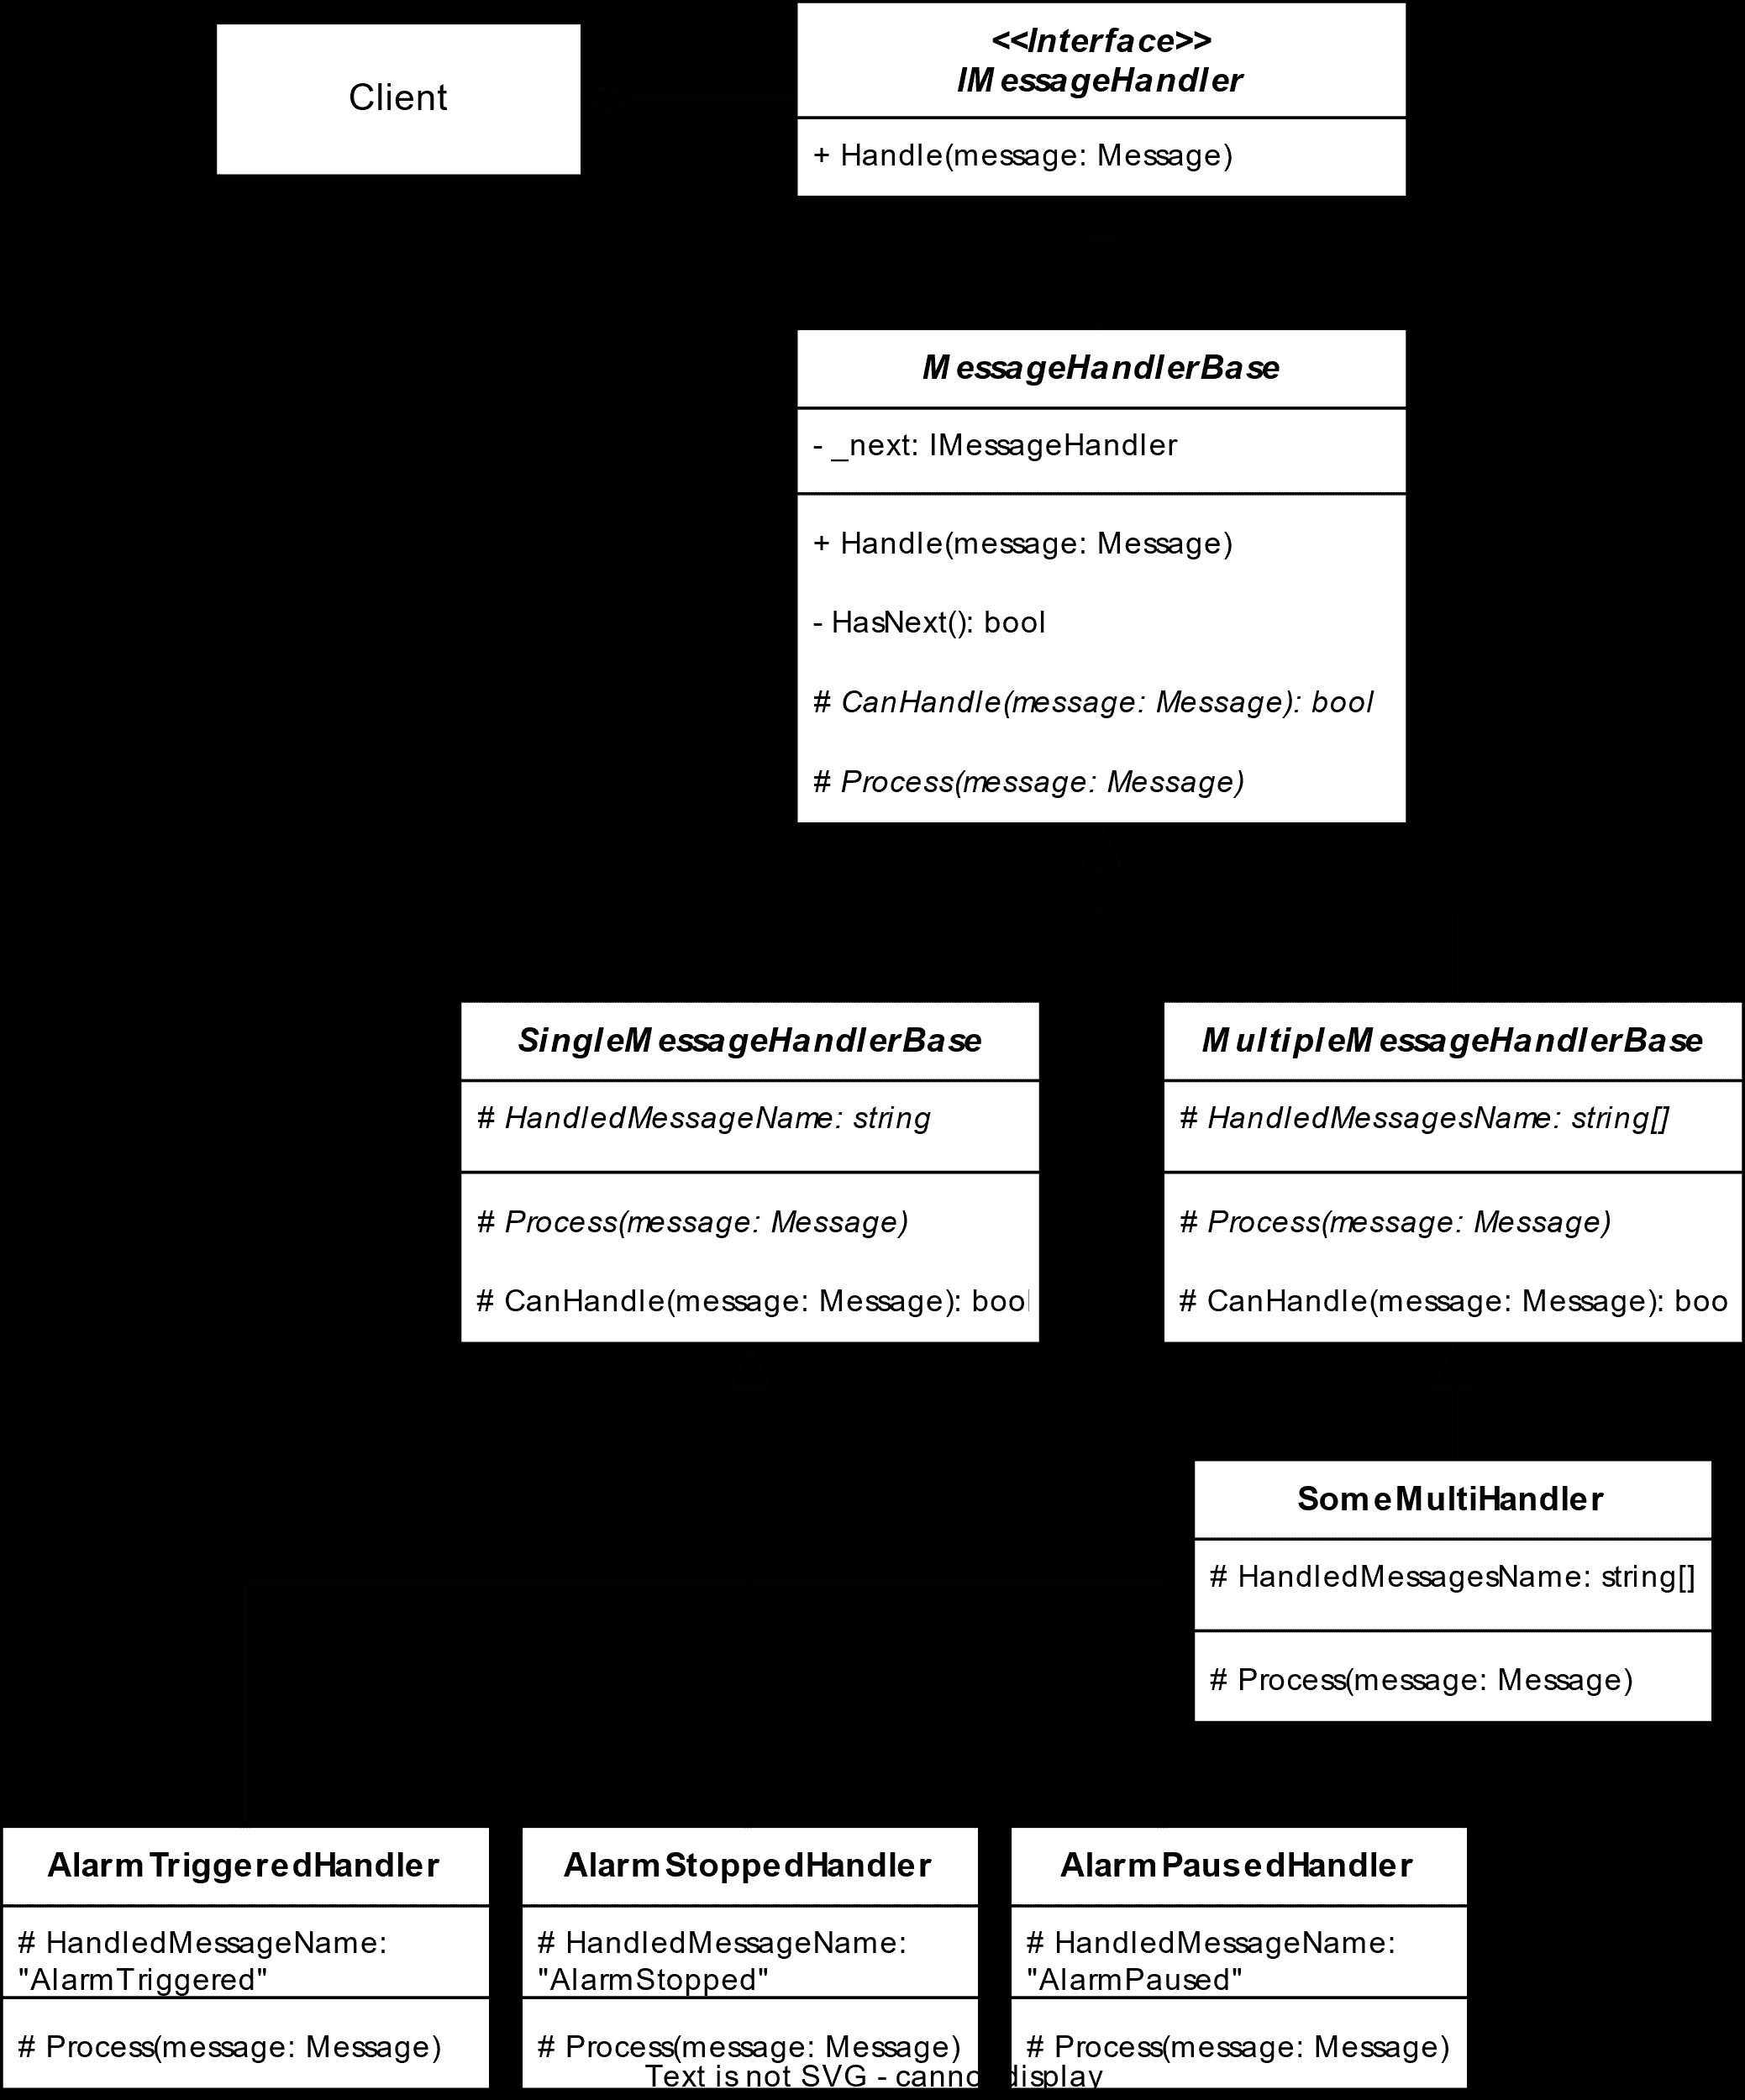 Client
<<Interface>>
IMessageHandler
+ Handle(message: Message)
MessageHandlerBase
- _next: IMessageHandler
+ Handle(message: Message)
- HasNext(): bool
# CanHandle(message: Message): bool
# Process(message: Message)
SingleMessageHandlerBase
# HandledMessageName: string
# Process(message: Message)
# CanHandle(message: Message): bool
MultipleMessageHandlerBase
# HandledMessagesName: string[]
# Process(message: Message)
# CanHandle(message: Message): boo
SomeMultiHandler
# HandledMessagesName: string[]
# Process(message: Message)
AlarmTriggeredHandler
# HandledMessageName:
"AlarmTriggered"
# Process(message: Message)
AlarmStoppedHandler
# HandledMessageName:
"AlarmStopped"
# Process(message: Message)
AlarmPausedHandler
# HandledMessageName:
"AlarmPaused"
# Process(message: Message)
Text is not SVG - cannot display